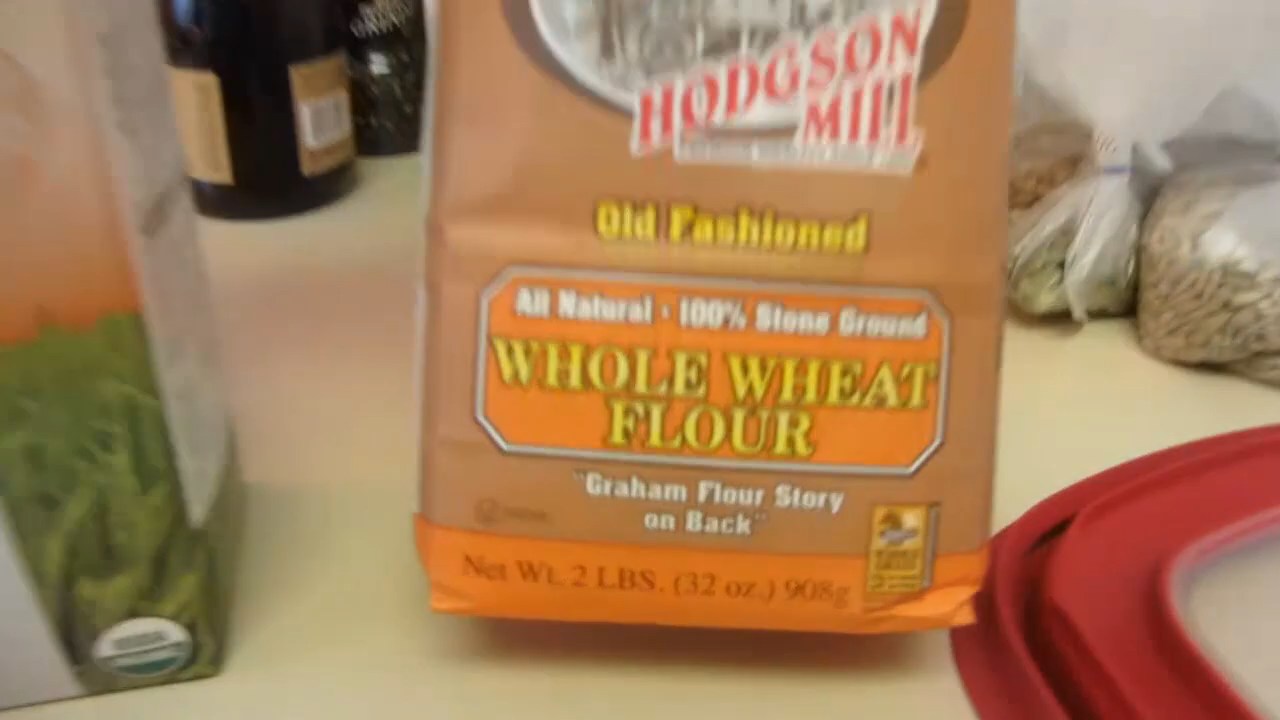 HODGSON
MILL
Old Fashioned
All Natural · 100% Stone Ground
WHOLE WHEAT
FLOUR
"Graham Flour Story
on Back"
Net Wt. 2 LBS. (32 oz.) 908g